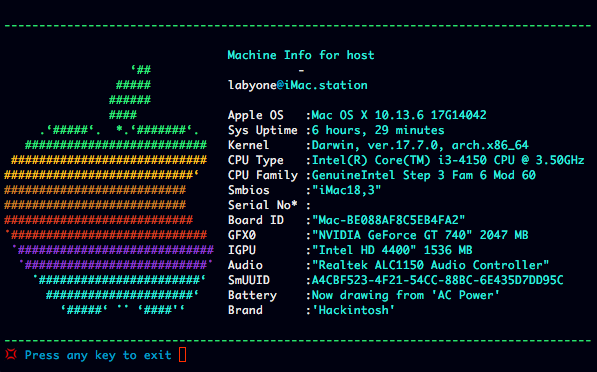 Machine Info for host
-
labyone@iMac.station
Apple OS :Mac OS X 10.13.6 17G14042
Sys Uptime :6 hours, 29 minutes
Kernel :Darwin, ver.17.7.0, arch.x86_64
CPU Type :Intel(R) Core(TM) i3-4150 CPU @ 3.50GHz
CPU Family :GenuineIntel Step 3 Fam 6 Mod 60
Smbios :"iMac18,3"
Serial No* :
Board ID :"Mac-BE088AF8C5EB4FA2"
GFX0 :"NVIDIA GeForce GT 740" 2047 MB
IGPU :"Intel HD 4400" 1536 MB
Audio :"Realtek ALC1150 Audio Controller"
SmUUID :A4CBF523-4F21-54CC-88BC-6E435D7DD95C
Battery :Now drawing from 'AC Power'
Brand :'Hackintosh'
Press any key to exit